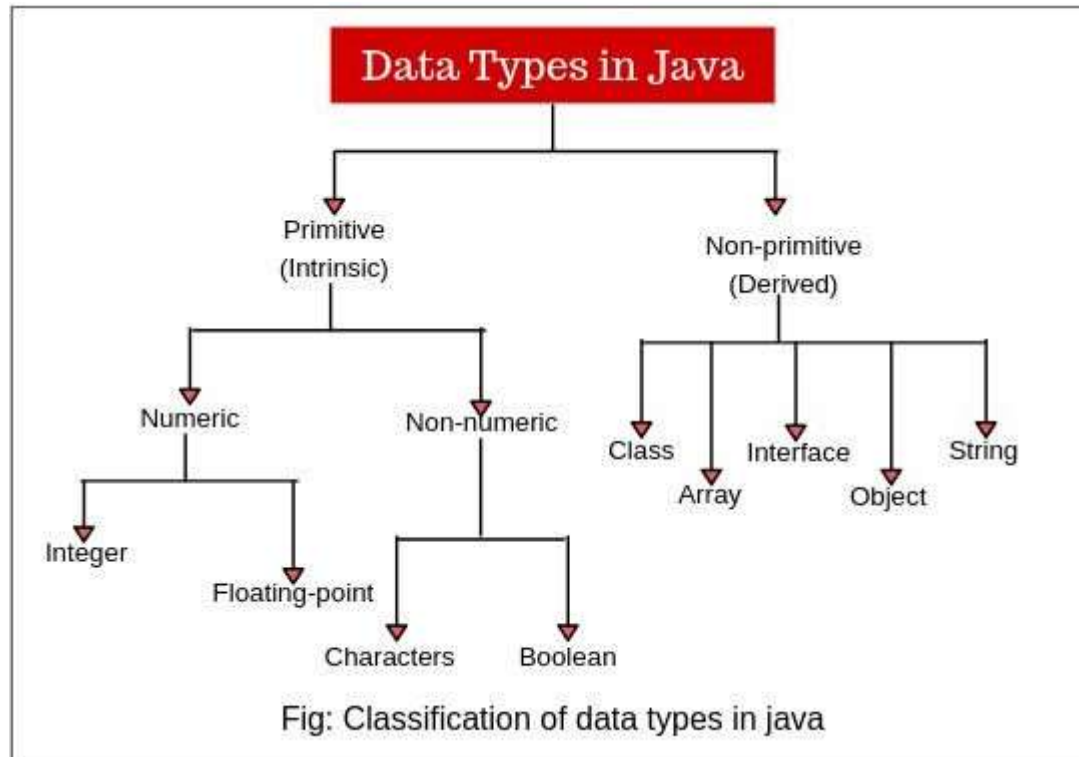 Data Types in Java
Primitive
(Intrinsic)
Non-primitive
(Derived)
Numeric
Non-numeric
Class
Array
Interface
Object
String
Integer
Floating-point
Characters
Boolean
Fig: Classification of data types in java